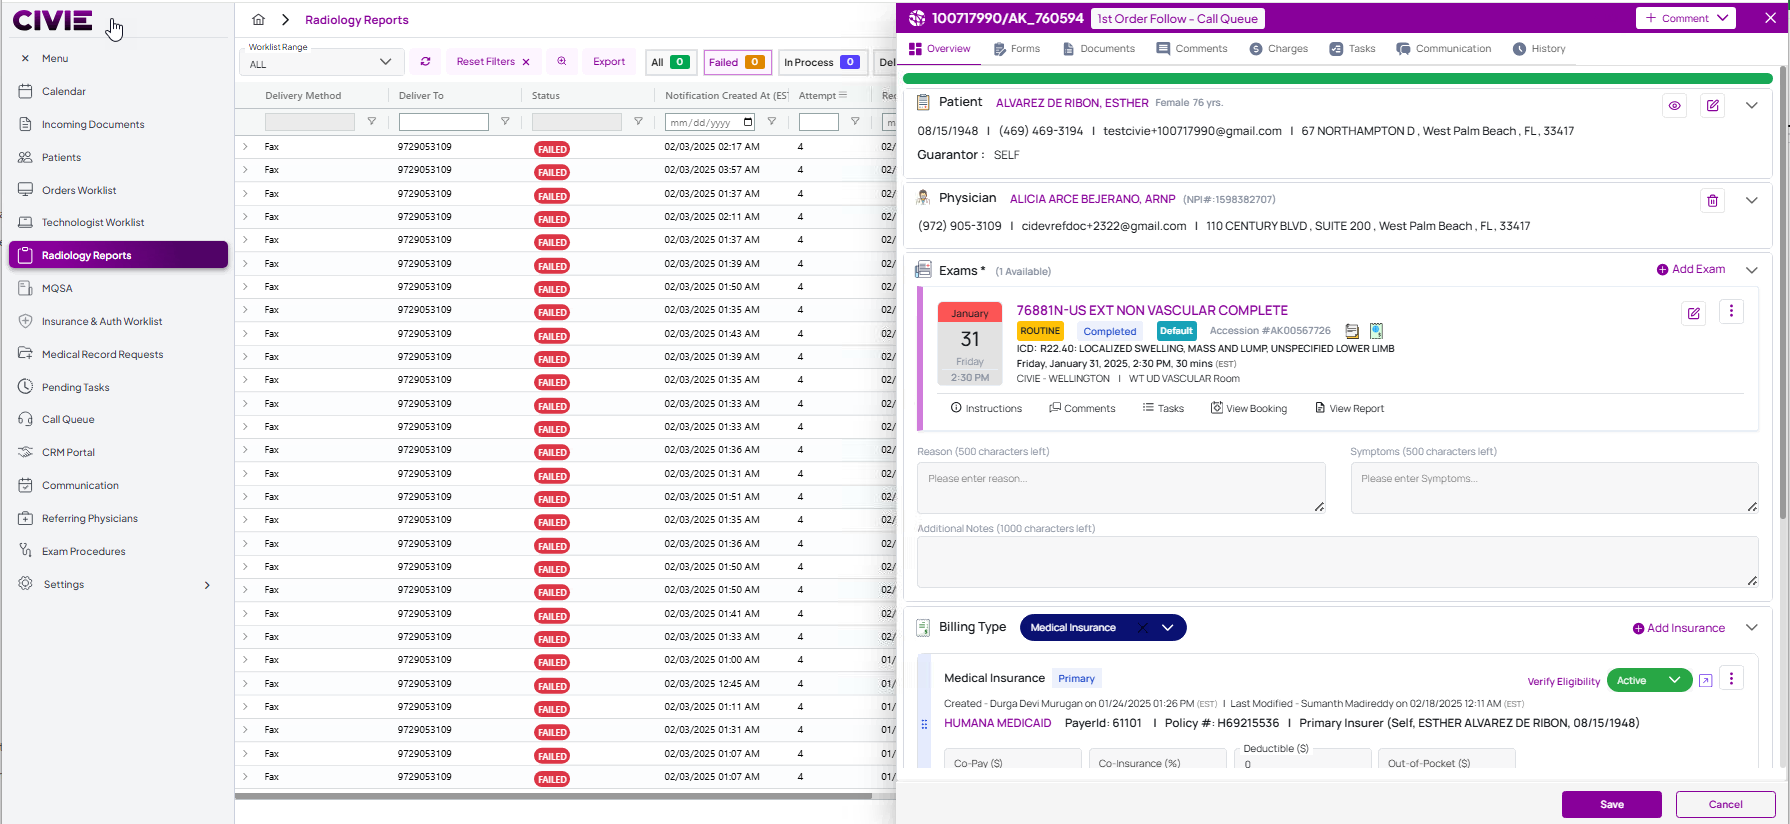 CIVIE
Menu
Calendar
Incoming Documents
Patients
Orders Worklist
Technologist Worklist
Radiology Reports
MQSA
Insurance & Auth Worklist
Medical Record Requests
Pending Tasks
Call Queue
CRM Portal
Communication
Referring Physicians
Exam Procedures
Settings
Radiology Reports
Worklist Range
ALL
Reset Filters
Export
All 0
Failed 0
In Process 0
Del
Delivery Method Deliver To Status Notification Created At (EST Attempt Rec
mm/dd/yyyy m
Fax 9729053109 FAILED 02/03/2025 02:17 AM 4 02/
Fax 9729053109 FAILED 02/03/2025 03:57 AM 4 02/
Fax 9729053109 FAILED 02/03/2025 01:37 AM 4 02/
Fax 9729053109 FAILED 02/03/2025 02:11 AM 4 02/
Fax 9729053109 FAILED 02/03/2025 01:37 AM 4 02/
Fax 9729053109 FAILED 02/03/2025 01:39 AM 4 02/
Fax 9729053109 FAILED 02/03/2025 01:50 AM 4 02/
Fax 9729053109 FAILED 02/03/2025 01:35 AM 4 02/
Fax 9729053109 FAILED 02/03/2025 01:43 AM 4 02/
Fax 9729053109 FAILED 02/03/2025 01:39 AM 4 02/
Fax 9729053109 FAILED 02/03/2025 01:35 AM 4 02/
Fax 9729053109 FAILED 02/03/2025 01:33 AM 4 02/
Fax 9729053109 FAILED 02/03/2025 01:33 AM 4 02/
Fax 9729053109 FAILED 02/03/2025 01:36 AM 4 02/
Fax 9729053109 FAILED 02/03/2025 01:31 AM 4 02/
Fax 9729053109 FAILED 02/03/2025 01:51 AM 4 02/
Fax 9729053109 FAILED 02/03/2025 01:35 AM 4 02/
Fax 9729053109 FAILED 02/03/2025 01:36 AM 4 02/
Fax 9729053109 FAILED 02/03/2025 01:50 AM 4 02/
Fax 9729053109 FAILED 02/03/2025 01:50 AM 4 02/
Fax 9729053109 FAILED 02/03/2025 01:41 AM 4 02/
Fax 9729053109 FAILED 02/03/2025 01:33 AM 4 02/
Fax 9729053109 FAILED 02/03/2025 01:00 AM 4 01/
Fax 9729053109 FAILED 02/03/2025 12:45 AM 4 01/
Fax 9729053109 FAILED 02/03/2025 01:11 AM 4 01/
Fax 9729053109 FAILED 02/03/2025 01:31 AM 4 02/
Fax 9729053109 FAILED 02/03/2025 01:07 AM 4 01/
Fax 9729053109 FAILED 02/03/2025 01:07 AM 4 01/
100717990/AK_760594 1st Order Follow - Call Queue
+ Comment
Overview Forms Documents Comments Charges Tasks Communication History
Patient ALVAREZ DE RIBON, ESTHER Female 76 yrs.
08/15/1948 I (469) 469-3194 I testcivie+100717990@gmail.com I 67 NORTHAMPTON D , West Palm Beach , FL , 33417
Guarantor : SELF
Physician ALICIA ARCE BEJERANO, ARNP (NPI#:1598382707)
(972) 905-3109 I cidevrefdoc+2322@gmail.com I 110 CENTURY BLVD , SUITE 200 , West Palm Beach , FL , 33417
Exams * (1 Available)
Add Exam
January
31
Friday
2:30 PM
76881N-US EXT NON VASCULAR COMPLETE
ROUTINE Completed Default Accession #AK00567726
ICD: R22.40: LOCALIZED SWELLING, MASS AND LUMP, UNSPECIFIED LOWER LIMB
Friday, January 31, 2025, 2:30 PM, 30 mins (EST)
CIVIE - WELLINGTON I WT UD VASCULAR Room
Instructions Comments Tasks View Booking View Report
Reason (500 characters left)
Please enter reason...
Symptoms (500 characters left)
Please enter Symptoms...
Additional Notes (1000 characters left)
Billing Type Medical Insurance
Add Insurance
Medical Insurance Primary
Verify Eligibility Active
Created - Durga Devi Murugan on 01/24/2025 01:26 PM (EST) I Last Modified - Sumanth Madireddy on 02/18/2025 12:11 AM (EST)
HUMANA MEDICAID PayerId: 61101 I Policy #: H69215536 I Primary Insurer (Self, ESTHER ALVAREZ DE RIBON, 08/15/1948)
Co-Pay ($)
Co-Insurance (%)
Deductible ($)
0
Out-of-Pocket ($)
Save
Cancel